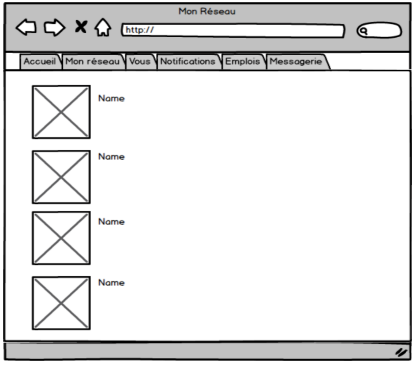 Mon Réseau
http://
Accueil Mon réseau Vous Notifications Emplois Messagerie
Name
Name
Name
Name